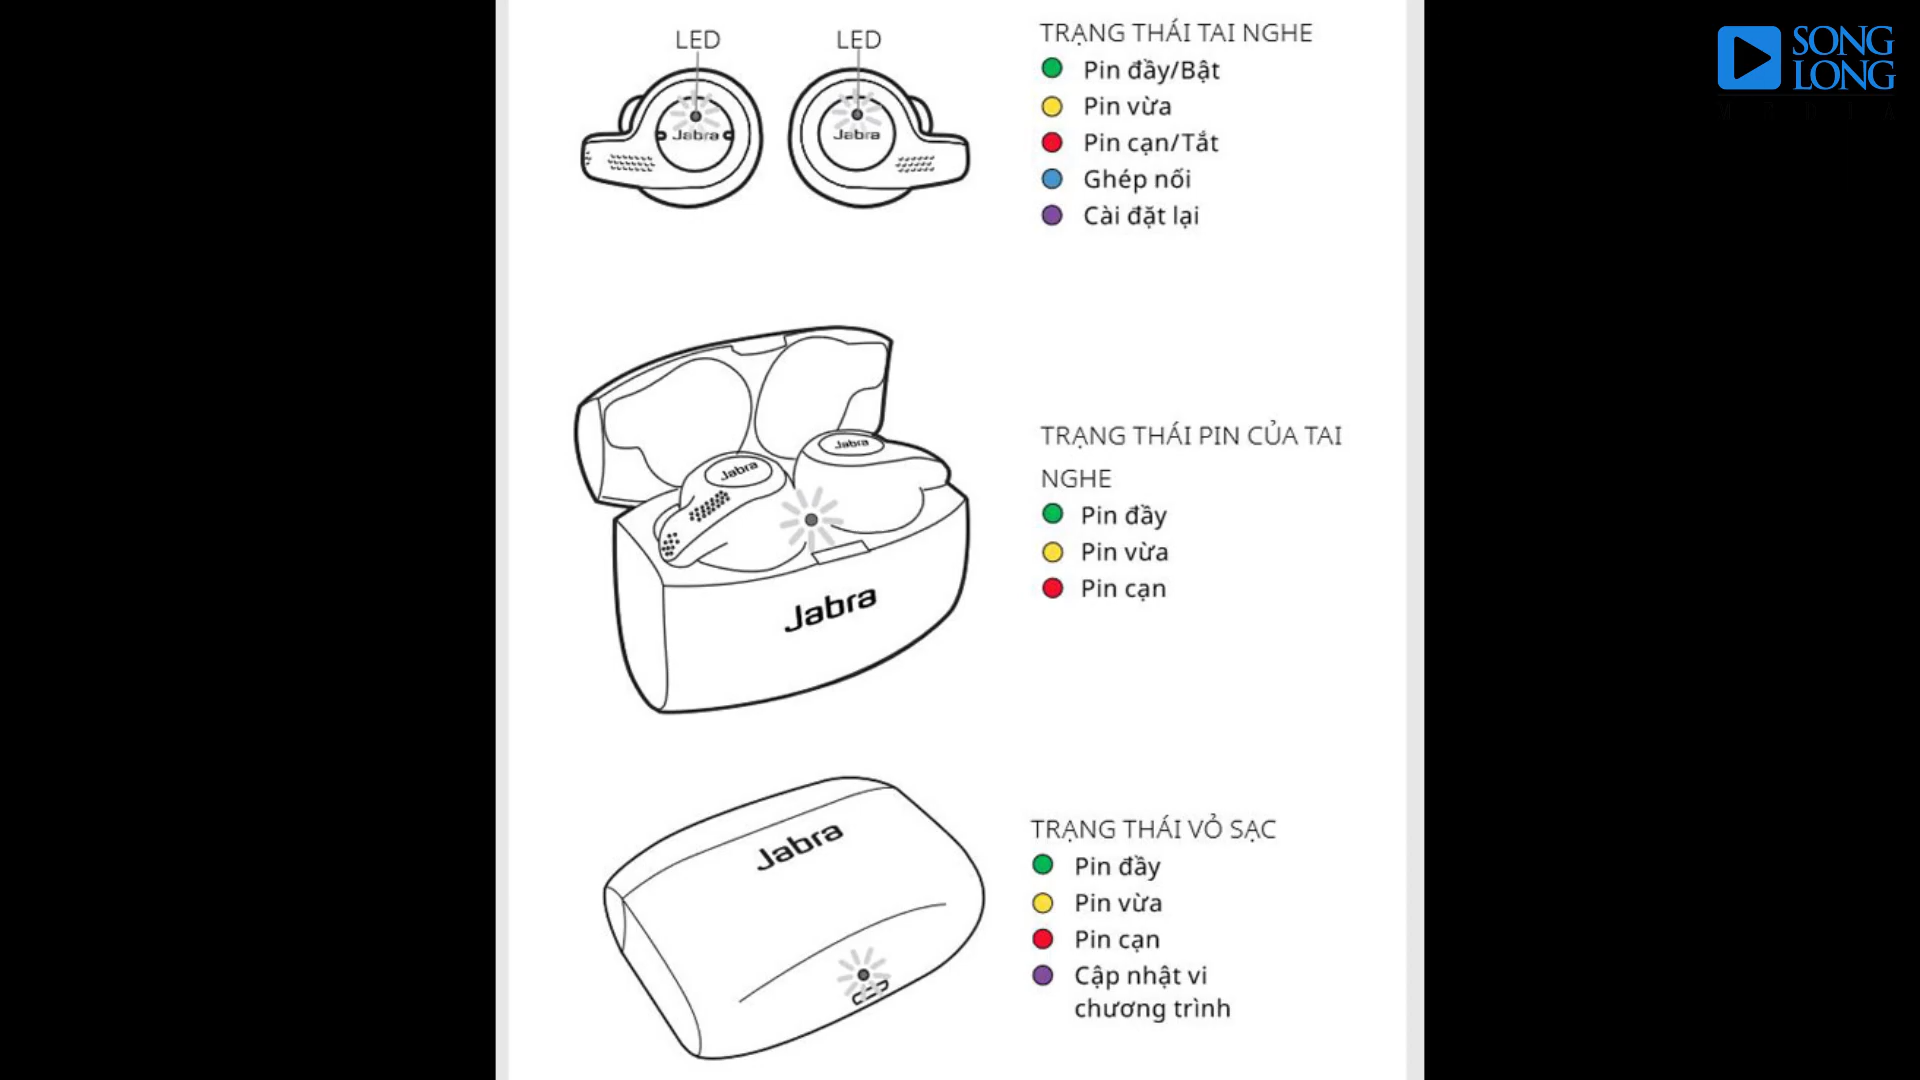 LED
LED
Jabra
Jabra
TRẠNG THÁI TAI NGHE
Pin đầy/Bật
Pin vừa
Pin cạn/Tắt
Ghép nối
Cài đặt lại
SONG
LONG
MEDIA
Jabra
Jabra
Jabra
TRẠNG THÁI PIN CỦA TAI
NGHE
Pin đầy
Pin vừa
Pin cạn
Jabra
TRẠNG THÁI VỎ SẠC
Pin đầy
Pin vừa
Pin cạn
Cập nhật vi
chương trình